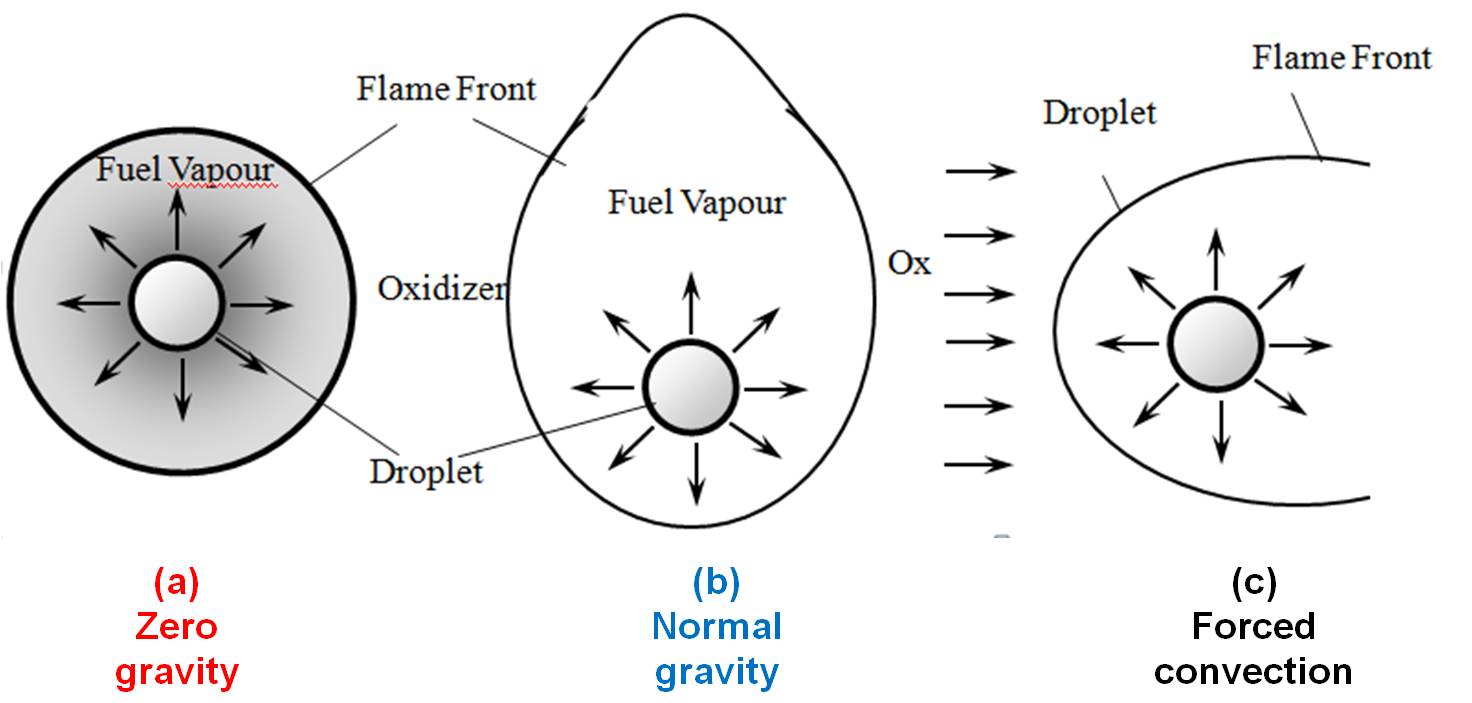 Flame Front
Fuel Vapour
Oxidizer
Droplet
Fuel Vapour
Ox
Flame Front
Droplet
(a)
Zero
gravity
(b)
Normal
gravity
(c)
Forced
convection